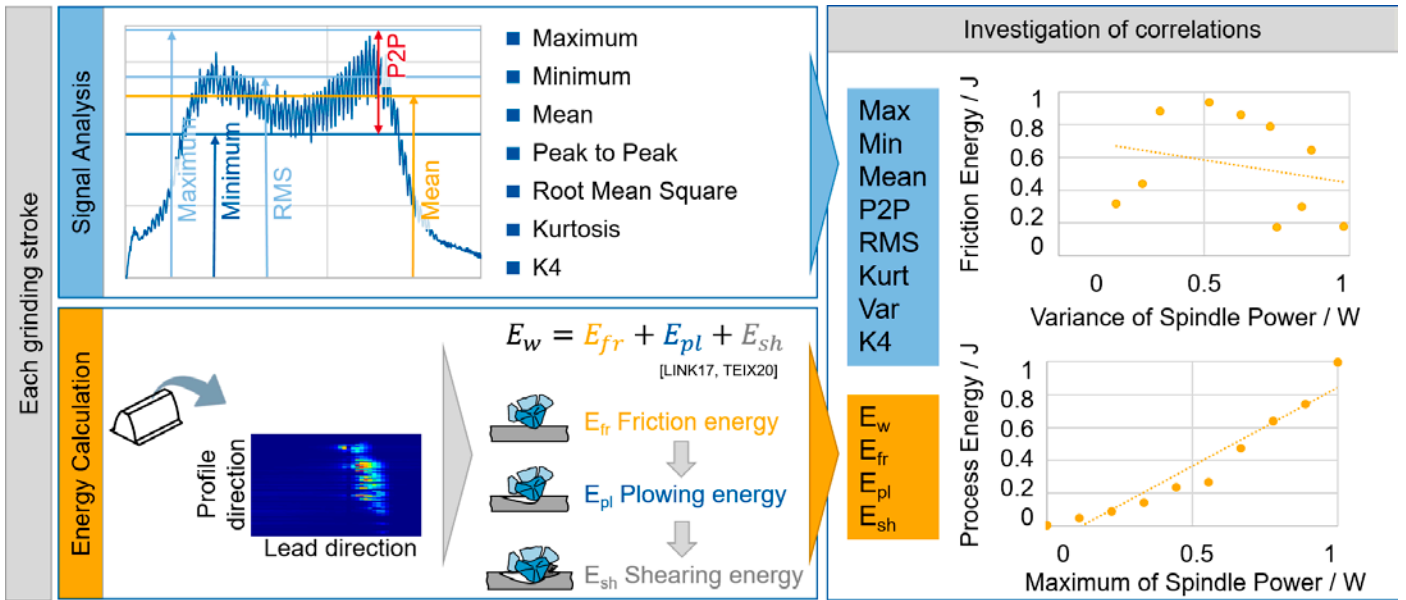 Each grinding stroke
Signal Analysis
Maximum
Minimum
RMS
P2P
Mean
Maximum
Minimum
Mean
Peak to Peak
Root Mean Square
Kurtosis
K4
Energy Calculation
Profile
direction
Lead direction
E_w = E_fr + E_pl + E_sh
[LINK17, TEIX20]
E_fr Friction energy
E_pl Plowing energy
E_sh Shearing energy
Max
Min
Mean
P2P
RMS
Kurt
Var
K4
E_w
E_fr
E_pl
E_sh
Investigation of correlations
Friction Energy / J
1
0.8
0.6
0.4
0.2
0
0 0.5 1
Variance of Spindle Power / W
Process Energy / J
1
0.8
0.6
0.4
0.2
0
0 0.5 1
Maximum of Spindle Power / W